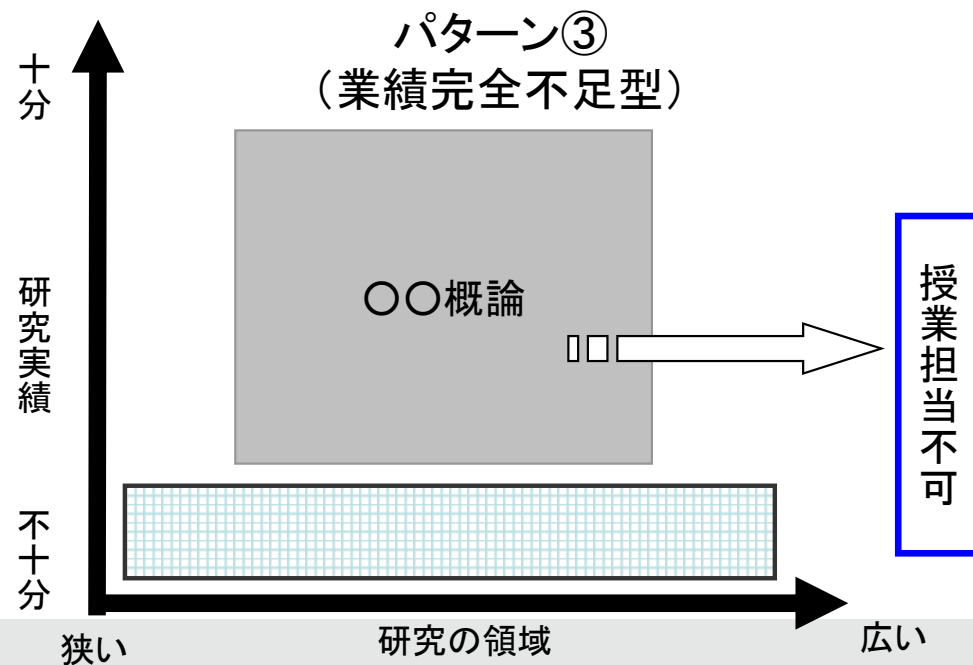 パターン③
（業績完全不足型）
十分
研究実績
不十分
〇〇概論
授業担当不可
狭い
研究の領域
広い